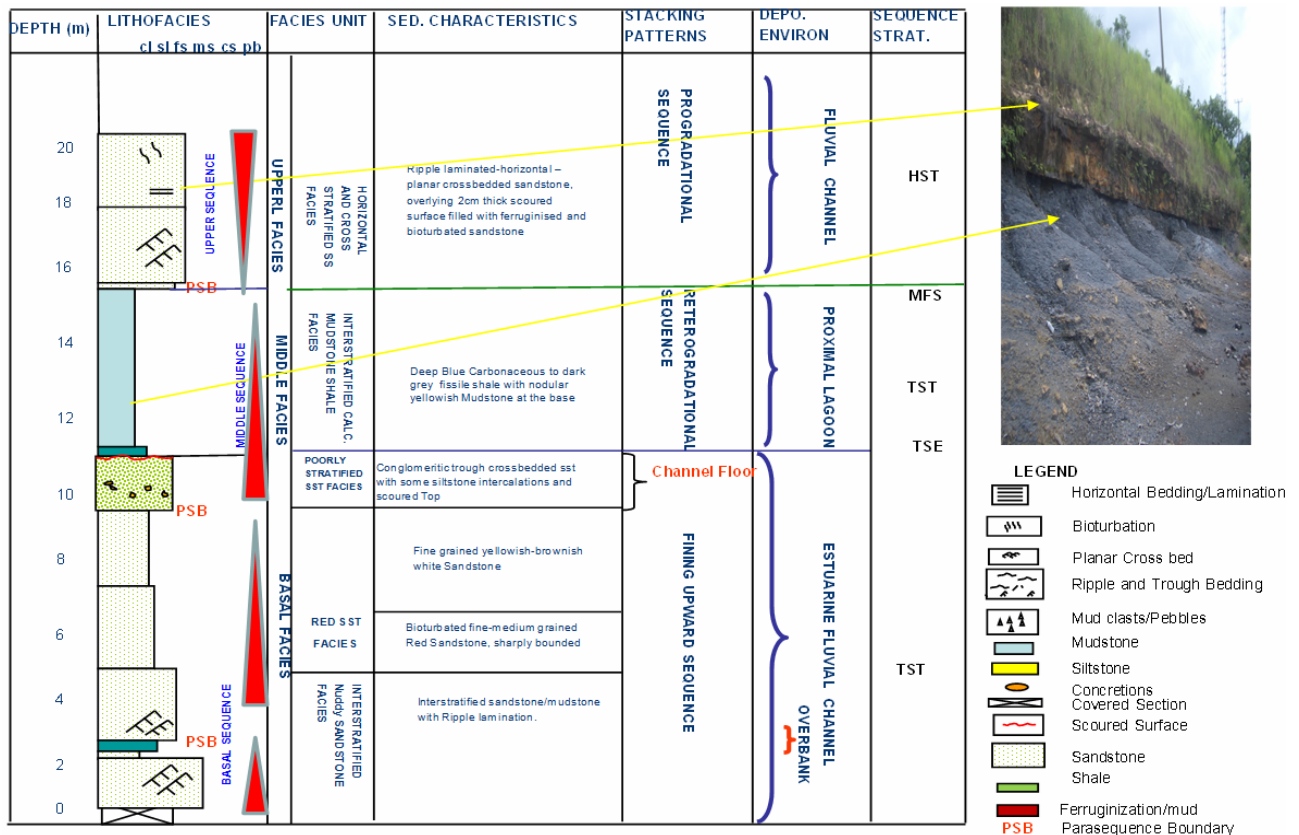 DEPTH (m)
LITHOFACIES
cl sl fs ms cs pb
FACIES UNIT
SED. CHARACTERISTICS
STACKING
PATTERNS
DEPO.
ENVIRON
SEQUENCE
STRAT.
20
18
16
14
12
10
8
6
4
2
0
UPPER SEQUENCE
MIDDLE SEQUENCE
BASAL SEQUENCE
PSB
PSB
PSB
UPPERL FACIES
MIDDLE FACIES
BASAL FACIES
HORIZONTAL
AND CROSS
STRATIFIED SS
FACIES
Ripple laminated-horizontal –
planar crossbedded sandstone,
overlying 2cm thick scoured
surface filled with ferruginised and
bioturbated sandstone
PROGRADATIONAL
SEQUENCE
FLUVIAL CHANNEL
HST
MFS
INTERSTRATIFIED CALC.
MUDSTONE SHALE
FACIES
Deep Blue Carbonaceous to dark
grey fissile shale with nodular
yellowish Mudstone at the base
RETEROGRADATIONAL
SEQUENCE
PROXIMAL LAGOON
TST
TSE
POORLY
STRATIFIED
SST FACIES
Conglomeritic trough crossbedded sst
with some siltstone intercalations and
scoured Top
Channel Floor
Fine grained yellowish-brownish
white Sandstone
RED SST
FACIES
Bioturbated fine-medium grained
Red Sandstone, sharply bounded
INTERSTRATIFIED
Nuddy SANDSTONE
FACIES
Interstratified sandstone/mudstone
with Ripple lamination.
FINING UPWARD SEQUENCE
ESTUARINE FLUVIAL CHANNEL
OVERBANK
TST
LEGEND
Horizontal Bedding/Lamination
Bioturbation
Planar Cross bed
Ripple and Trough Bedding
Mud clasts/Pebbles
Mudstone
Siltstone
Concretions
Covered Section
Scoured Surface
Sandstone
Shale
Ferruginization/mud
PSB Parasequence Boundary